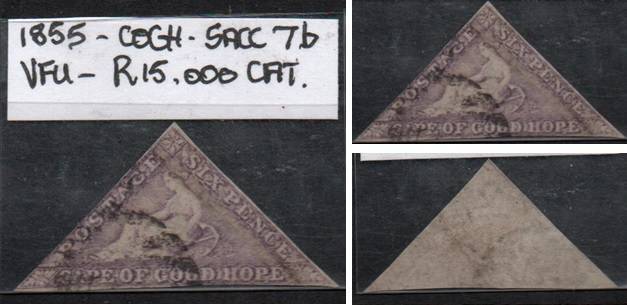 1855 - COGH - SACC 7b
VFU - R15,000 CAT.
POSTAGE
SIX PENCE
CAPE OF GOOD HOPE
POSTAGE
SIX PENCE
CAPE OF GOOD HOPE